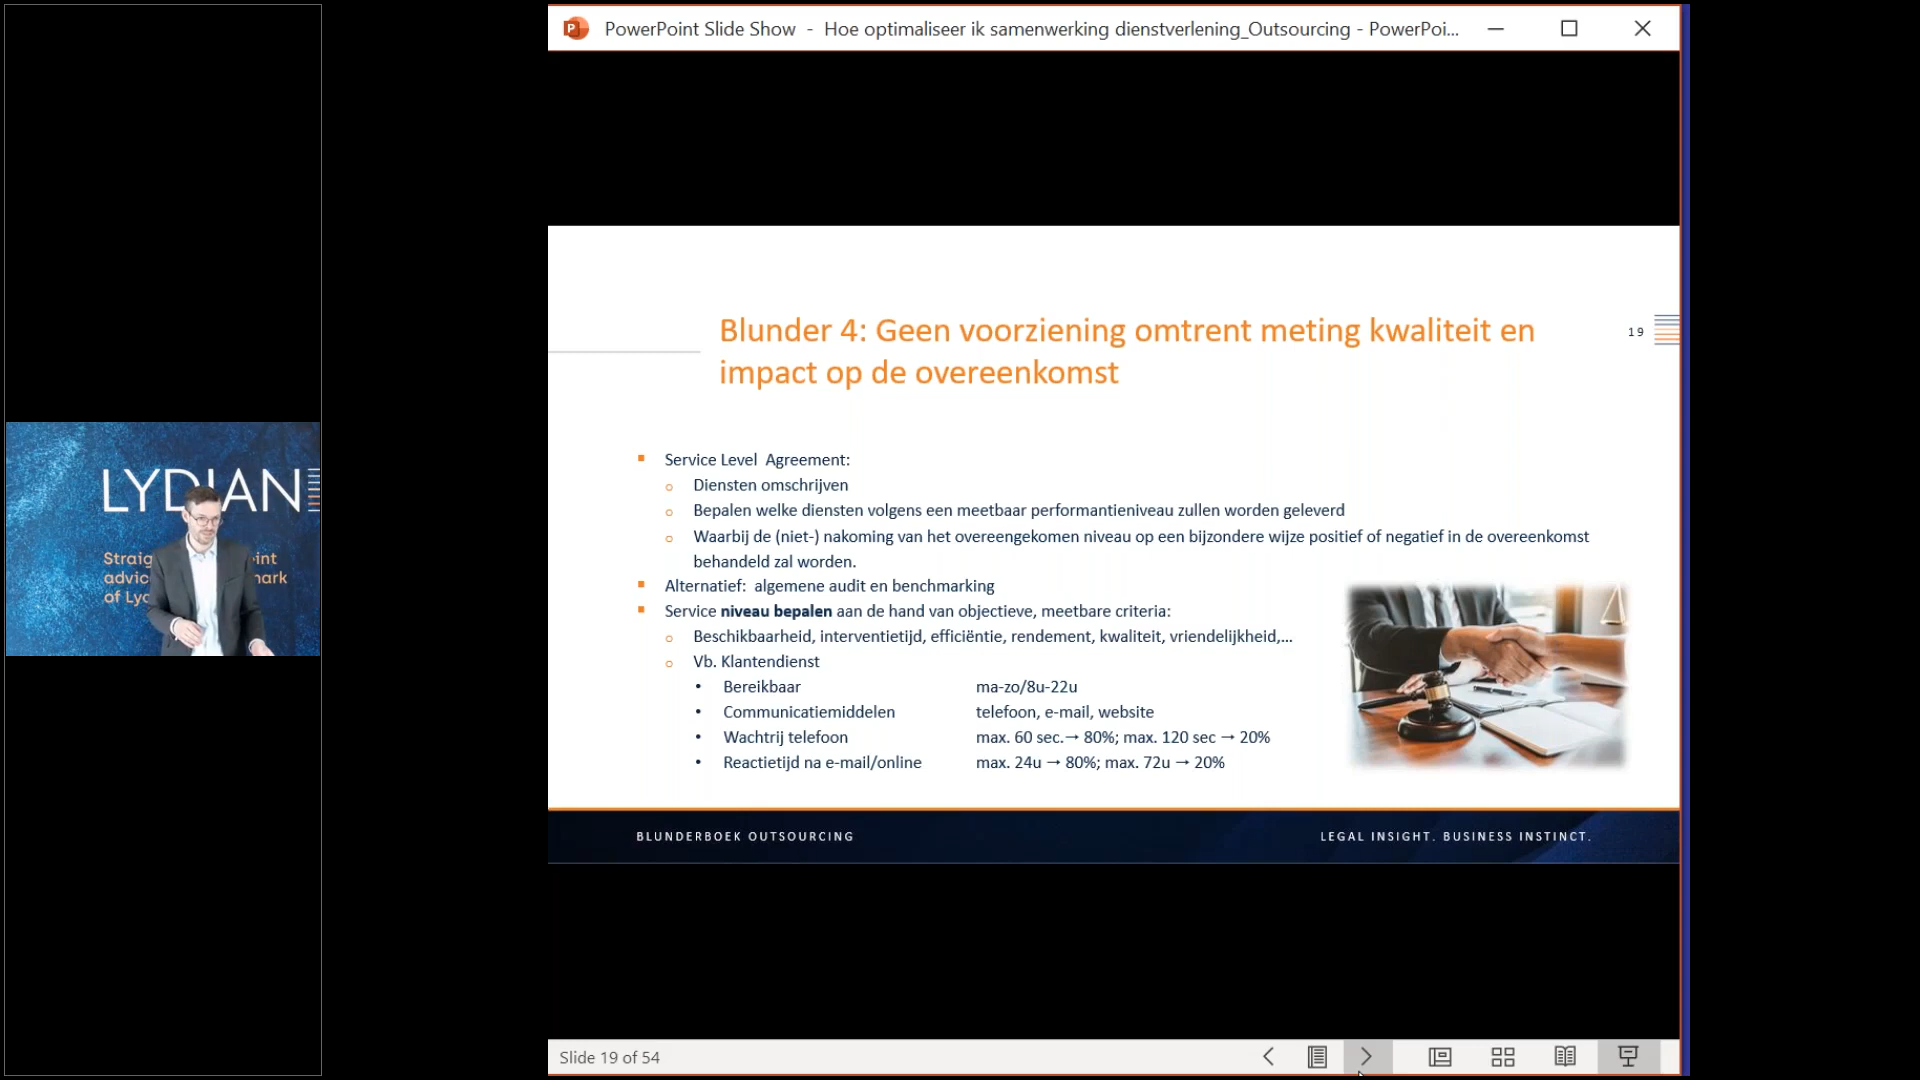 PowerPoint Slide Show - Hoe optimaliseer ik samenwerking dienstverlening_Outsourcing - PowerPoi...
LYDIAN
Straig int
advic mark
of Lyd
Blunder 4: Geen voorziening omtrent meting kwaliteit en
impact op de overeenkomst
19
Service Level Agreement:
Diensten omschrijven
Bepalen welke diensten volgens een meetbaar performantieniveau zullen worden geleverd
Waarbij de (niet-) nakoming van het overeengekomen niveau op een bijzondere wijze positief of negatief in de overeenkomst
behandeld zal worden.
Alternatief: algemene audit en benchmarking
Service niveau bepalen aan de hand van objectieve, meetbare criteria:
Beschikbaarheid, interventietijd, efficiëntie, rendement, kwaliteit, vriendelijkheid,...
Vb. Klantendienst
• Bereikbaar ma-zo/8u-22u
• Communicatiemiddelen telefoon, e-mail, website
• Wachtrij telefoon max. 60 sec.→ 80%; max. 120 sec → 20%
• Reactietijd na e-mail/online max. 24u → 80%; max. 72u → 20%
BLUNDERBOEK OUTSOURCING LEGAL INSIGHT. BUSINESS INSTINCT.
Slide 19 of 54